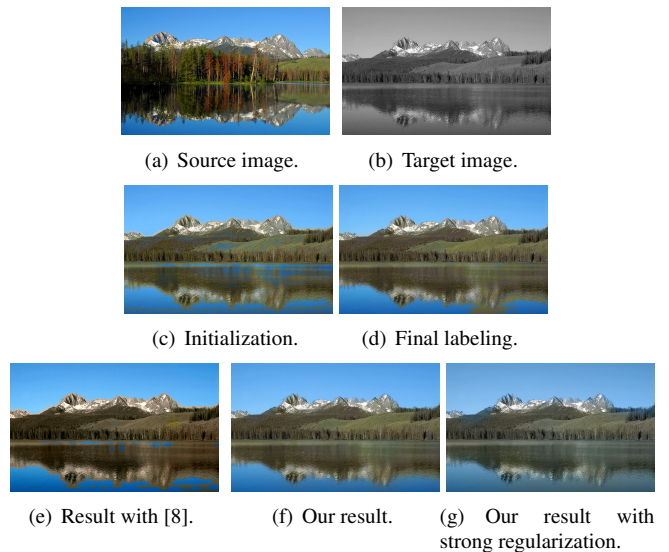 (a) Source image.
(b) Target image.
(c) Initialization.
(d) Final labeling.
(e) Result with [8].
(f) Our result.
(g) Our result with
strong regularization.